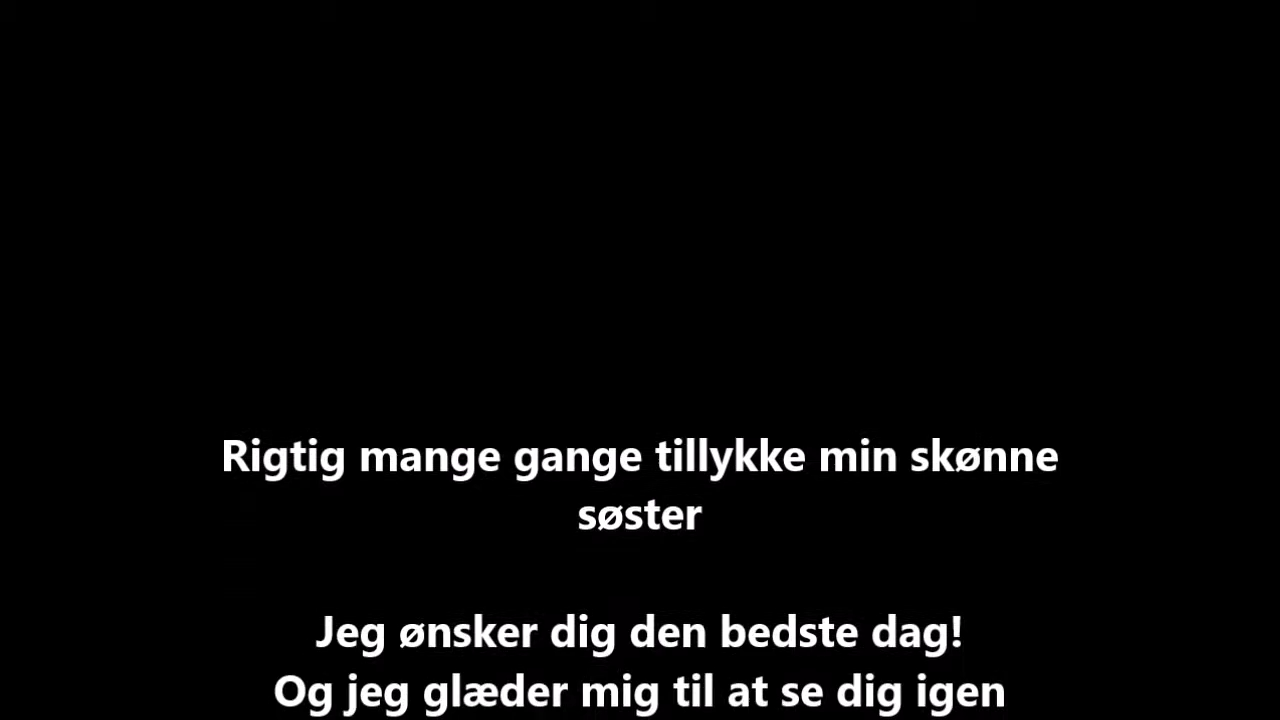 Rigtig mange gange tillykke min skønne
søster
Jeg ønsker dig den bedste dag!
Og jeg glæder mig til at se dig igen